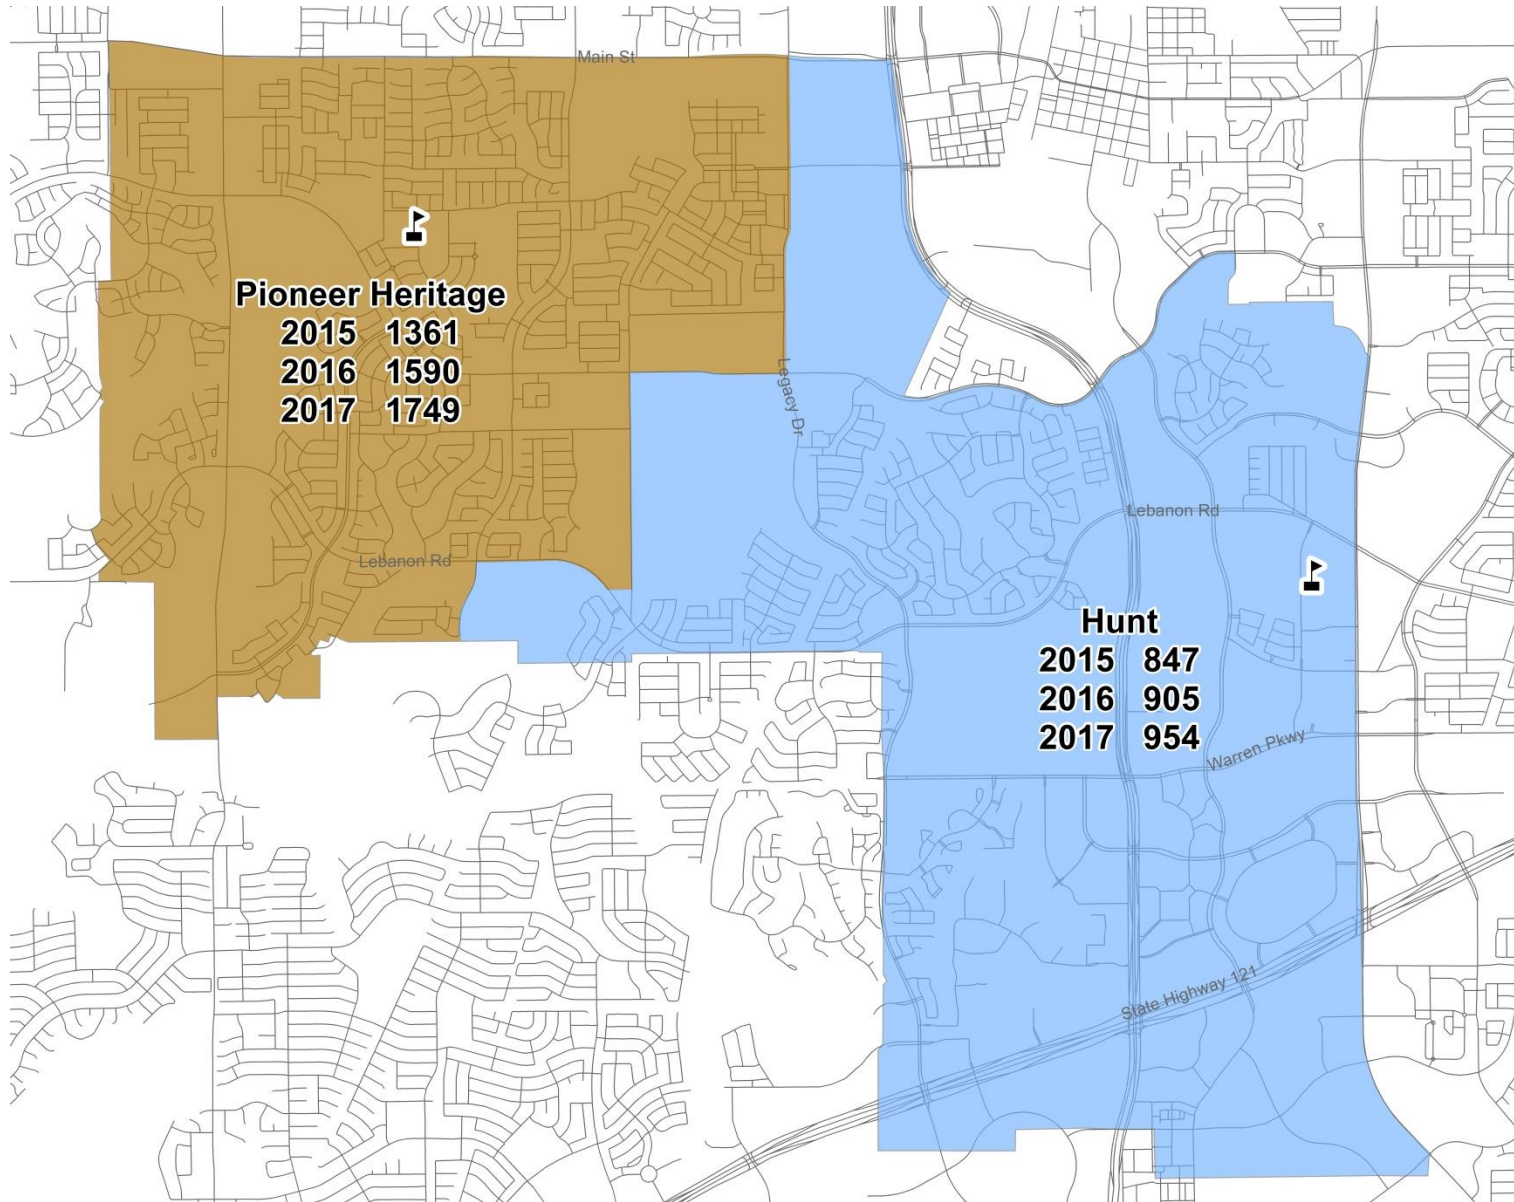 Main St
Pioneer Heritage
2015 1361
2016 1590
2017 1749
Legacy Dr
Lebanon Rd
Lebanon Rd
Hunt
2015 847
2016 905
2017 954
Warren Pkwy
State Highway 121